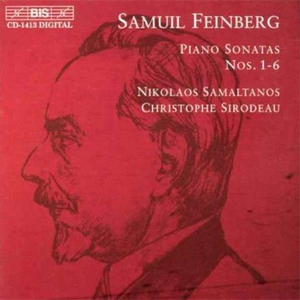 BIS
CD-1413 DIGITAL
SAMUIL FEINBERG
PIANO SONATAS
NOS. 1-6
NIKOLAOS SAMALTANOS
CHRISTOPHE SIRODEAU